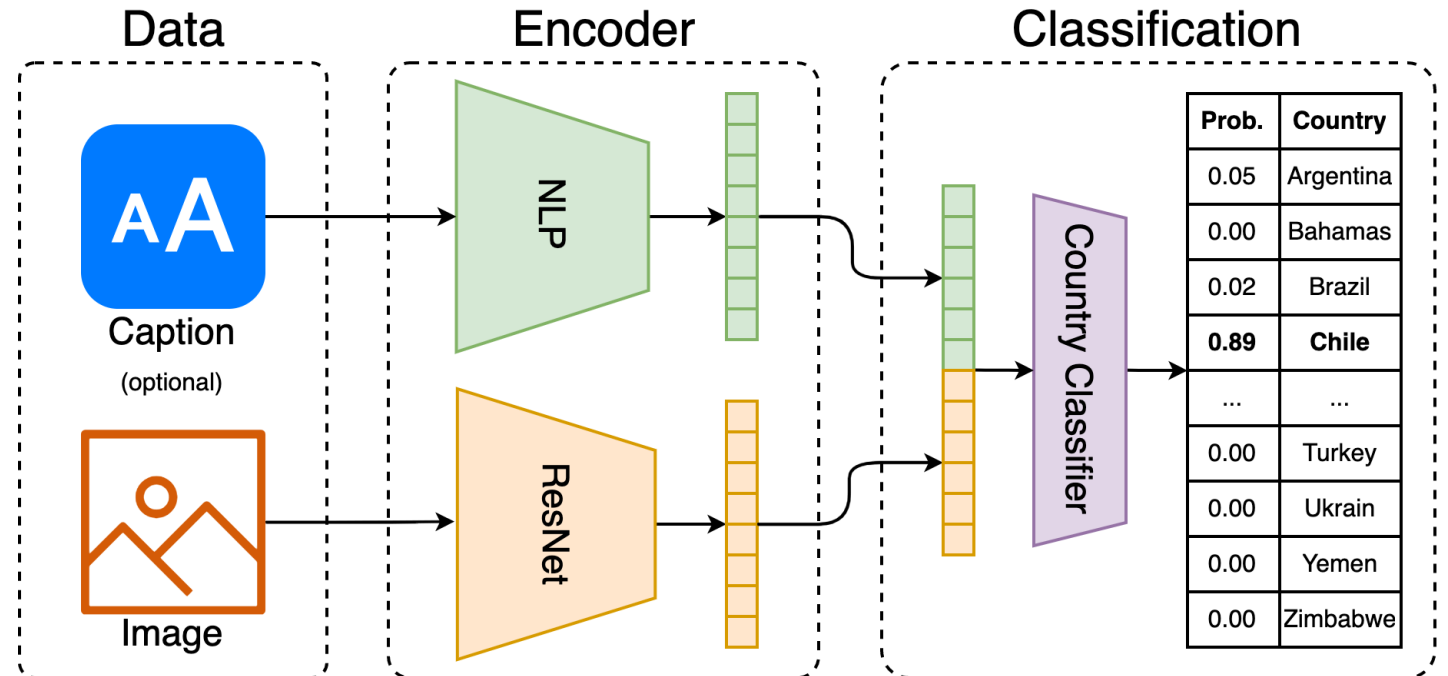 Data
Encoder
Classification
AA
Caption
(optional)
Image
NLP
ResNet
Country Classifier
Prob. Country
0.05 Argentina
0.00 Bahamas
0.02 Brazil
0.89 Chile
... ...
0.00 Turkey
0.00 Ukrain
0.00 Yemen
0.00 Zimbabwe